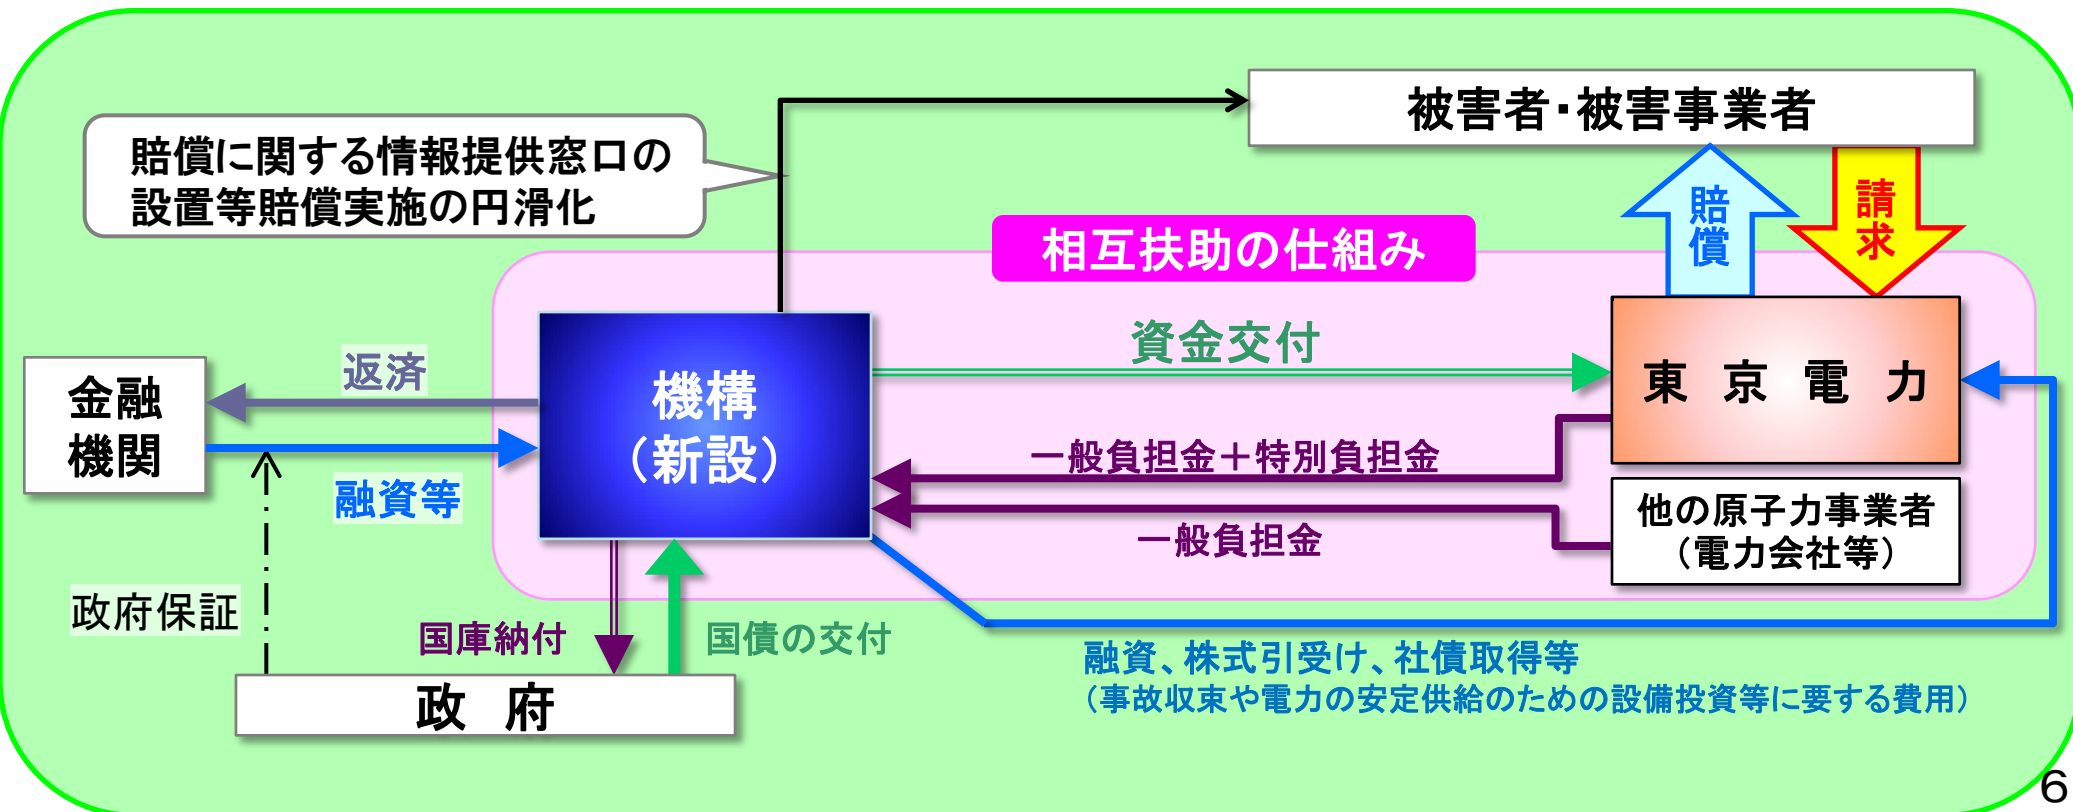 被害者・被害事業者
賠償に関する情報提供窓口の
設置等賠償実施の円滑化
賠償
請求
相互扶助の仕組み
資金交付
返済
金融
機関
機構
（新設）
東京電力
一般負担金＋特別負担金
融資等
他の原子力事業者
（電力会社等）
一般負担金
政府保証
国庫納付
国債の交付
融資、株式引受け、社債取得等
（事故収束や電力の安定供給のための設備投資等に要する費用）
政府
6